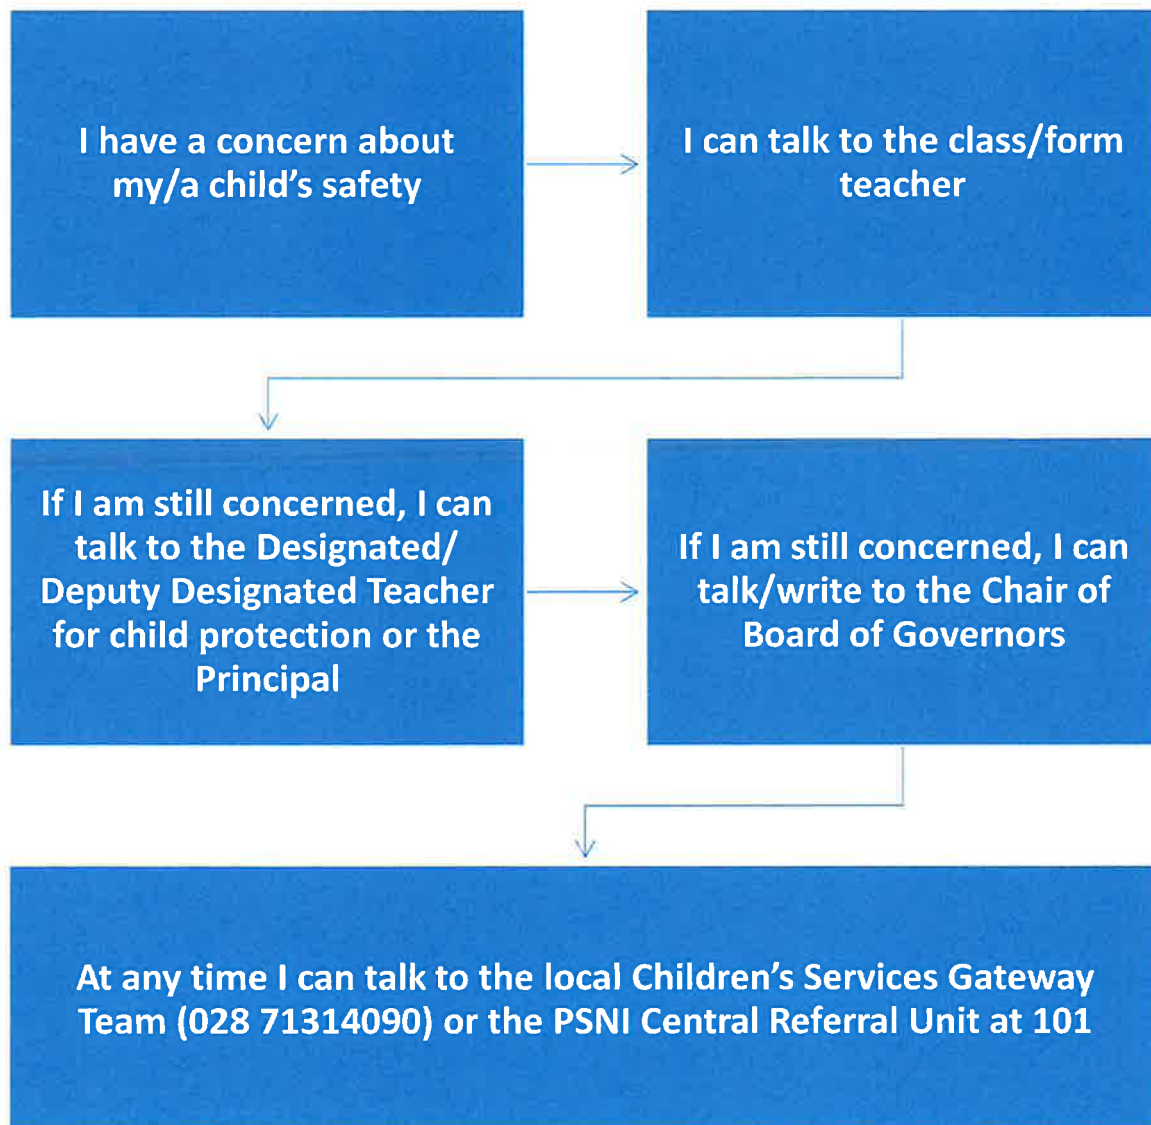 I have a concern about
my/a child's safety
I can talk to the class/form
teacher
If I am still concerned, I can
talk to the Designated/
Deputy Designated Teacher
for child protection or the
Principal
If I am still concerned, I can
talk/write to the Chair of
Board of Governors
At any time I can talk to the local Children's Services Gateway
Team (028 71314090) or the PSNI Central Referral Unit at 101